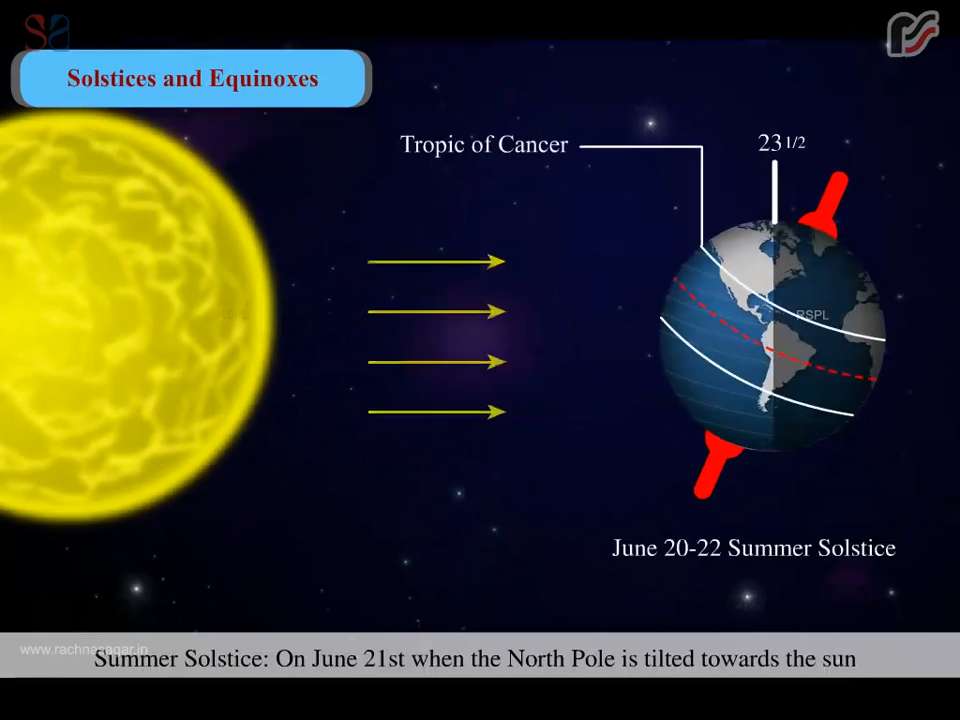 Solstices and Equinoxes
Tropic of Cancer
23 1/2
RSPL
RSPL
June 20-22 Summer Solstice
www.rachnasagar.in
Summer Solstice: On June 21st when the North Pole is tilted towards the sun